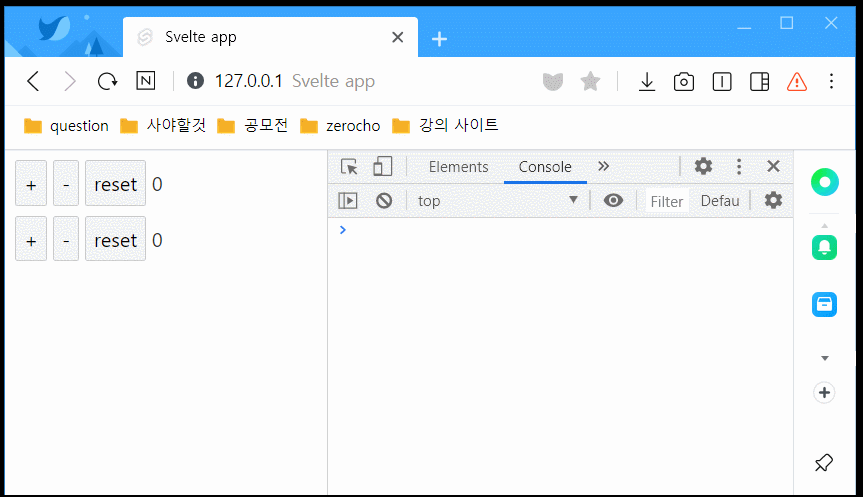 Svelte app
127.0.0.1 Svelte app
question 사야할것 공모전 zerocho 강의 사이트
Elements Console
+ - reset 0
top Filter Defau
+ - reset 0